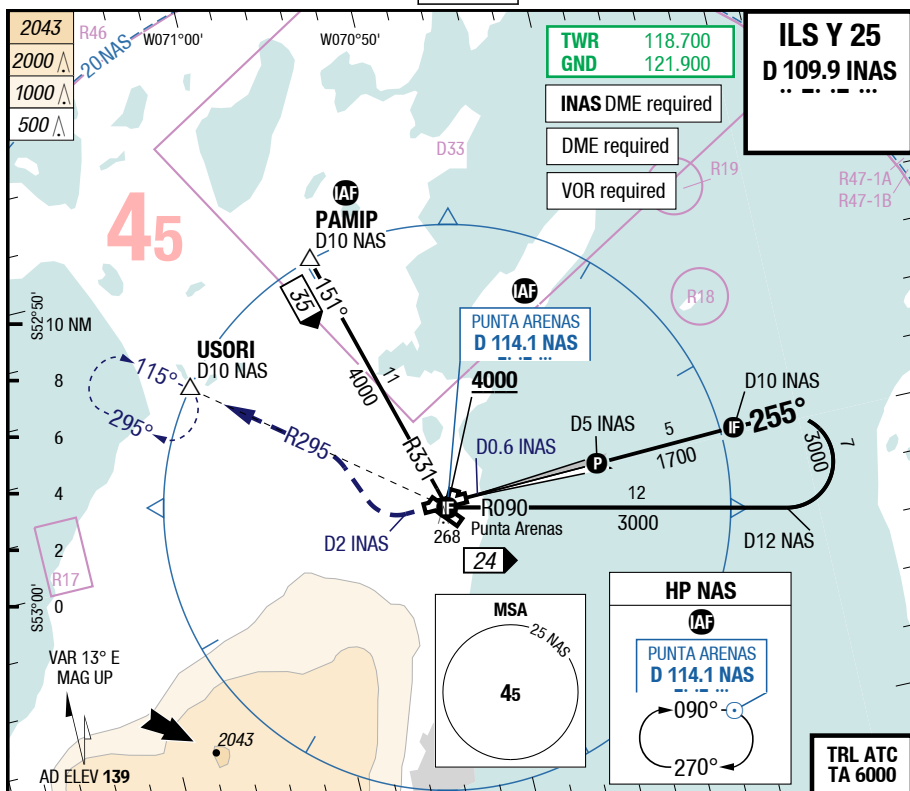 2043
2000
1000
500
R46
20 NAS
W071°00'
W070°50'
TWR 118.700
GND 121.900
INAS DME required
DME required
VOR required
ILS Y 25
D 109.9 INAS
D33
R19
R47-1A
R47-1B
R18
45
IAF
PAMIP
D10 NAS
35
151°
11
4000
R331
IAF
PUNTA ARENAS
D 114.1 NAS
4000
S52°50'
10 NM
8
6
4
2
0
S53°00'
USORI
D10 NAS
115°
295°
R295
D2 INAS
D0.6 INAS
D5 INAS
P
5
1700
D10 INAS
IF
255°
7
3000
12
3000
D12 NAS
IF
R090
Punta Arenas
268
24
R17
MSA
25 NAS
45
HP NAS
IAF
PUNTA ARENAS
D 114.1 NAS
090°
270°
VAR 13° E
MAG UP
2043
AD ELEV 139
TRL ATC
TA 6000